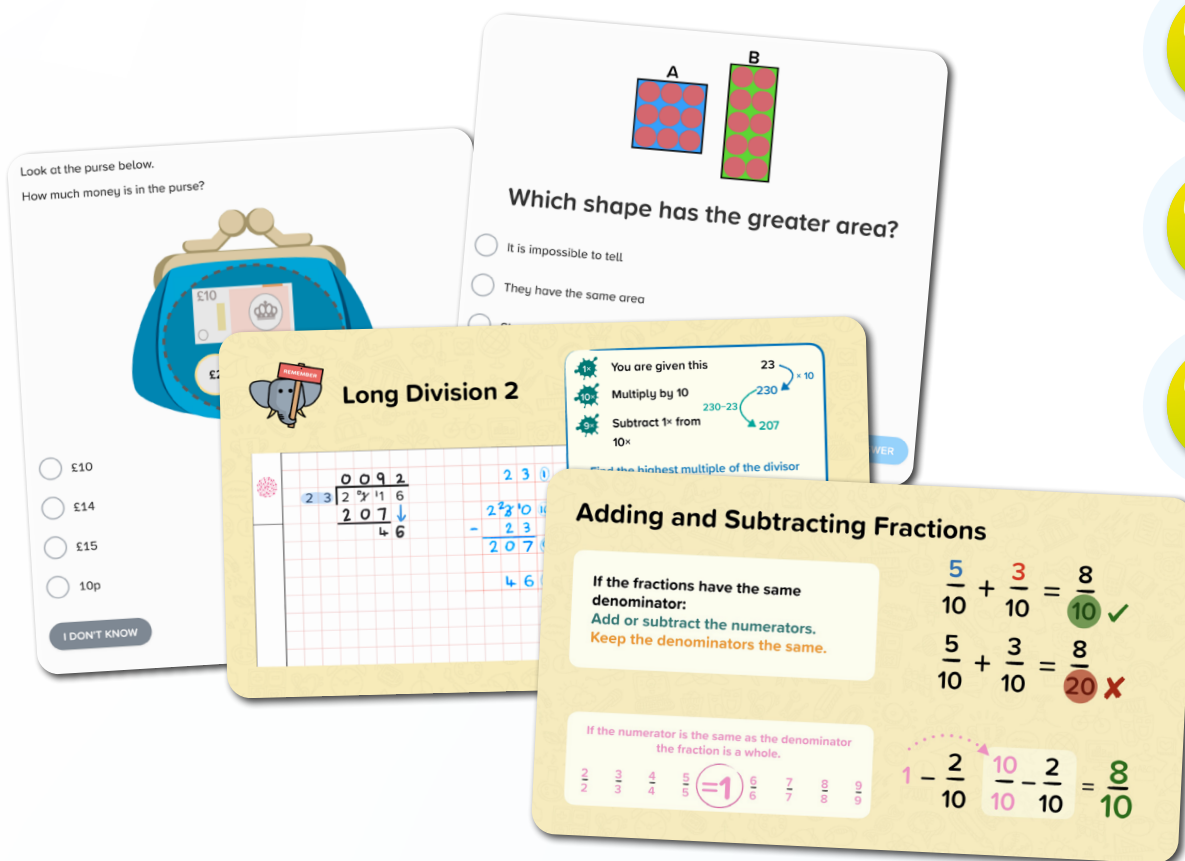 Look at the purse below.
How much money is in the purse?
£10
£2
£10
£14
£15
10p
I DON'T KNOW
A
B
Which shape has the greater area?
It is impossible to tell
They have the same area
REMEMBER
Long Division 2
0 0 9 2
2 3
2 0 7
4 6
2 3 1
- 2 3
2 0 7
4 6
1× You are given this 23
× 10
10× Multiply by 10 230
230–23
9× Subtract 1× from 207
10×
Find the highest multiple of the divisor
Adding and Subtracting Fractions
If the fractions have the same
denominator:
Add or subtract the numerators.
Keep the denominators the same.
5/10 + 3/10 = 8/10 ✓
5/10 + 3/10 = 8/20 ✗
If the numerator is the same as the denominator
the fraction is a whole.
2/2 3/3 4/4 5/5 =1 6/6 7/7 8/8 9/9
1 – 2/10 10/10 – 2/10 = 8/10